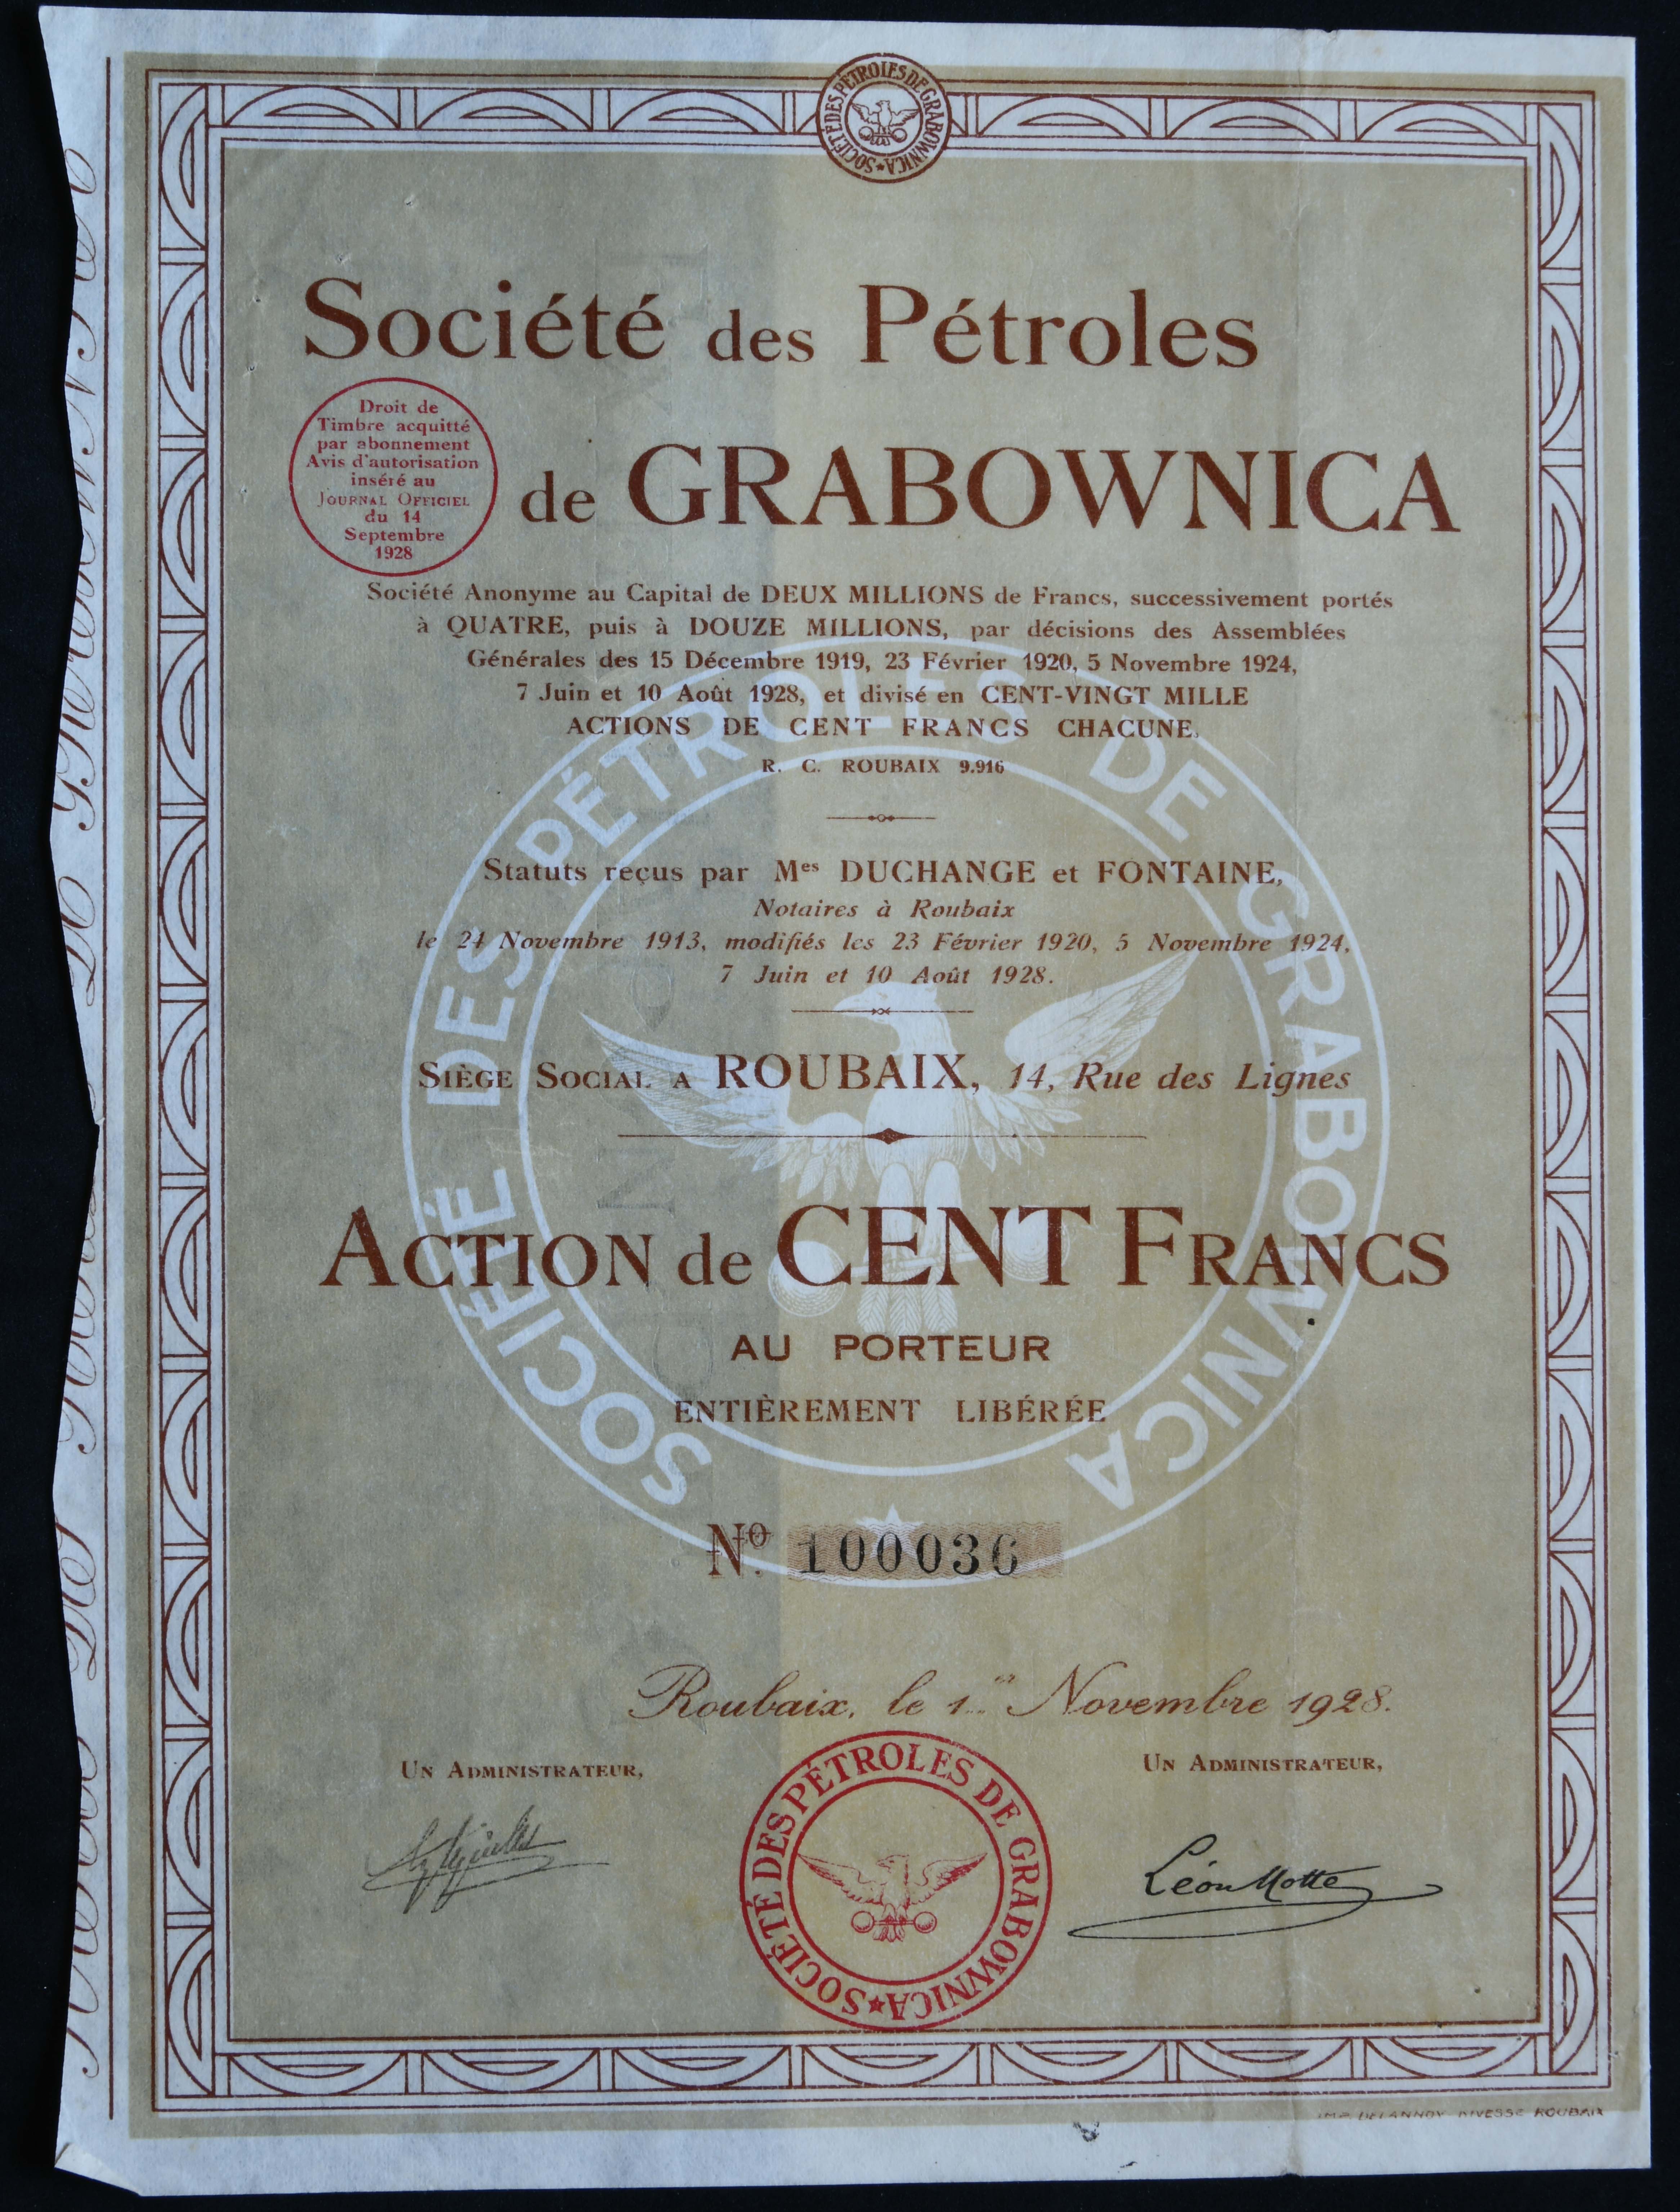 SOCIÉTÉ DES PÉTROLES DE GRABOWNICA
Société des Pétroles
de GRABOWNICA
Droit de
Timbre acquitté
par abonnement
Avis d'autorisation
inséré au
JOURNAL OFFICIEL
du 14
Septembre
1928
Société Anonyme au Capital de DEUX MILLIONS de Francs, successivement portés
à QUATRE, puis à DOUZE MILLIONS, par décisions des Assemblées
Générales des 15 Décembre 1919, 23 Février 1920, 5 Novembre 1924,
7 Juin et 10 Août 1928, et divisé en CENT-VINGT MILLE
ACTIONS DE CENT FRANCS CHACUNE.
R. C. ROUBAIX 9.916
Statuts reçus par Mes DUCHANGE et FONTAINE,
Notaires à Roubaix
le 24 Novembre 1913, modifiés les 23 Février 1920, 5 Novembre 1924,
7 Juin et 10 Août 1928.
SIÈGE SOCIAL A ROUBAIX, 14, Rue des Lignes
ACTION de CENT FRANCS
AU PORTEUR
ENTIÈREMENT LIBÉRÉE
No. 100036
SOCIÉTÉ DES PÉTROLES DE GRABOWNICA
Roubaix, le 1er Novembre 1928.
UN ADMINISTRATEUR,
UN ADMINISTRATEUR,
Léon Motte
SOCIÉTÉ DES PÉTROLES DE GRABOWNICA
IMP. DELANNOY NIVESSE ROUBAIX